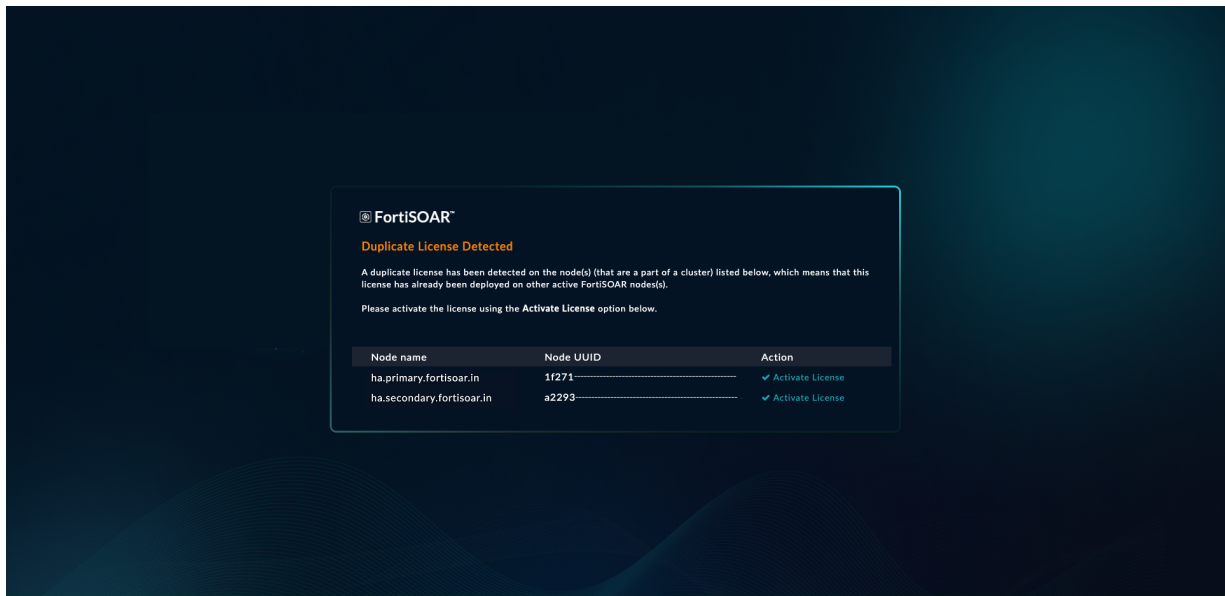 FortiSOAR™
Duplicate License Detected
A duplicate license has been detected on the node(s) (that are a part of a cluster) listed below, which means that this
license has already been deployed on other active FortiSOAR nodes(s).
Please activate the license using the Activate License option below.
Node name Node UUID Action
ha.primary.fortisoar.in 1f271 Activate License
ha.secondary.fortisoar.in a2293 Activate License